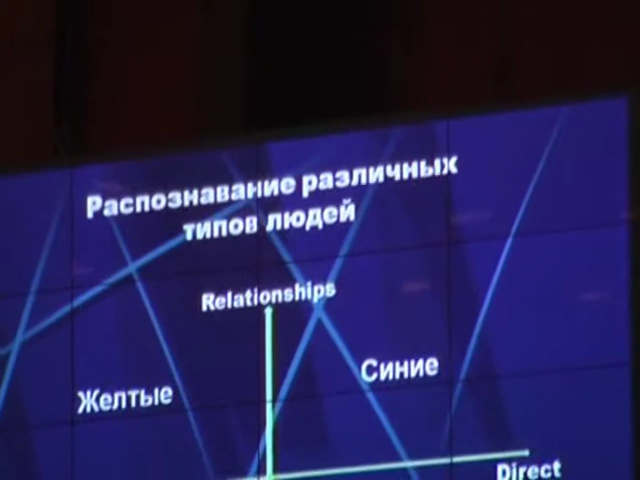 Распознавание различных
типов людей
Relationships
Желтые
Синие
Direct